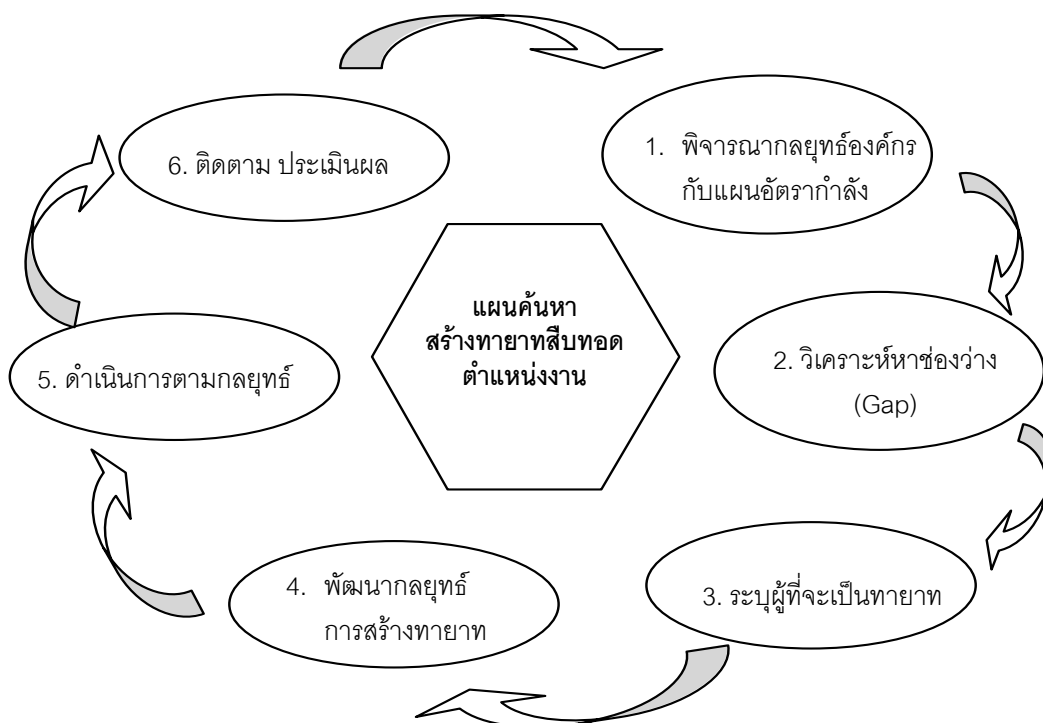 แผนค้นหา
สร้างทายาทสืบทอด
ตำแหน่งงาน
1. พิจารณากลยุทธ์องค์กร
กับแผนอัตรากำลัง
2. วิเคราะห์หาช่องว่าง
(Gap)
3. ระบุผู้ที่จะเป็นทายาท
4. พัฒนากลยุทธ์
การสร้างทายาท
5. ดำเนินการตามกลยุทธ์
6. ติดตาม ประเมินผล